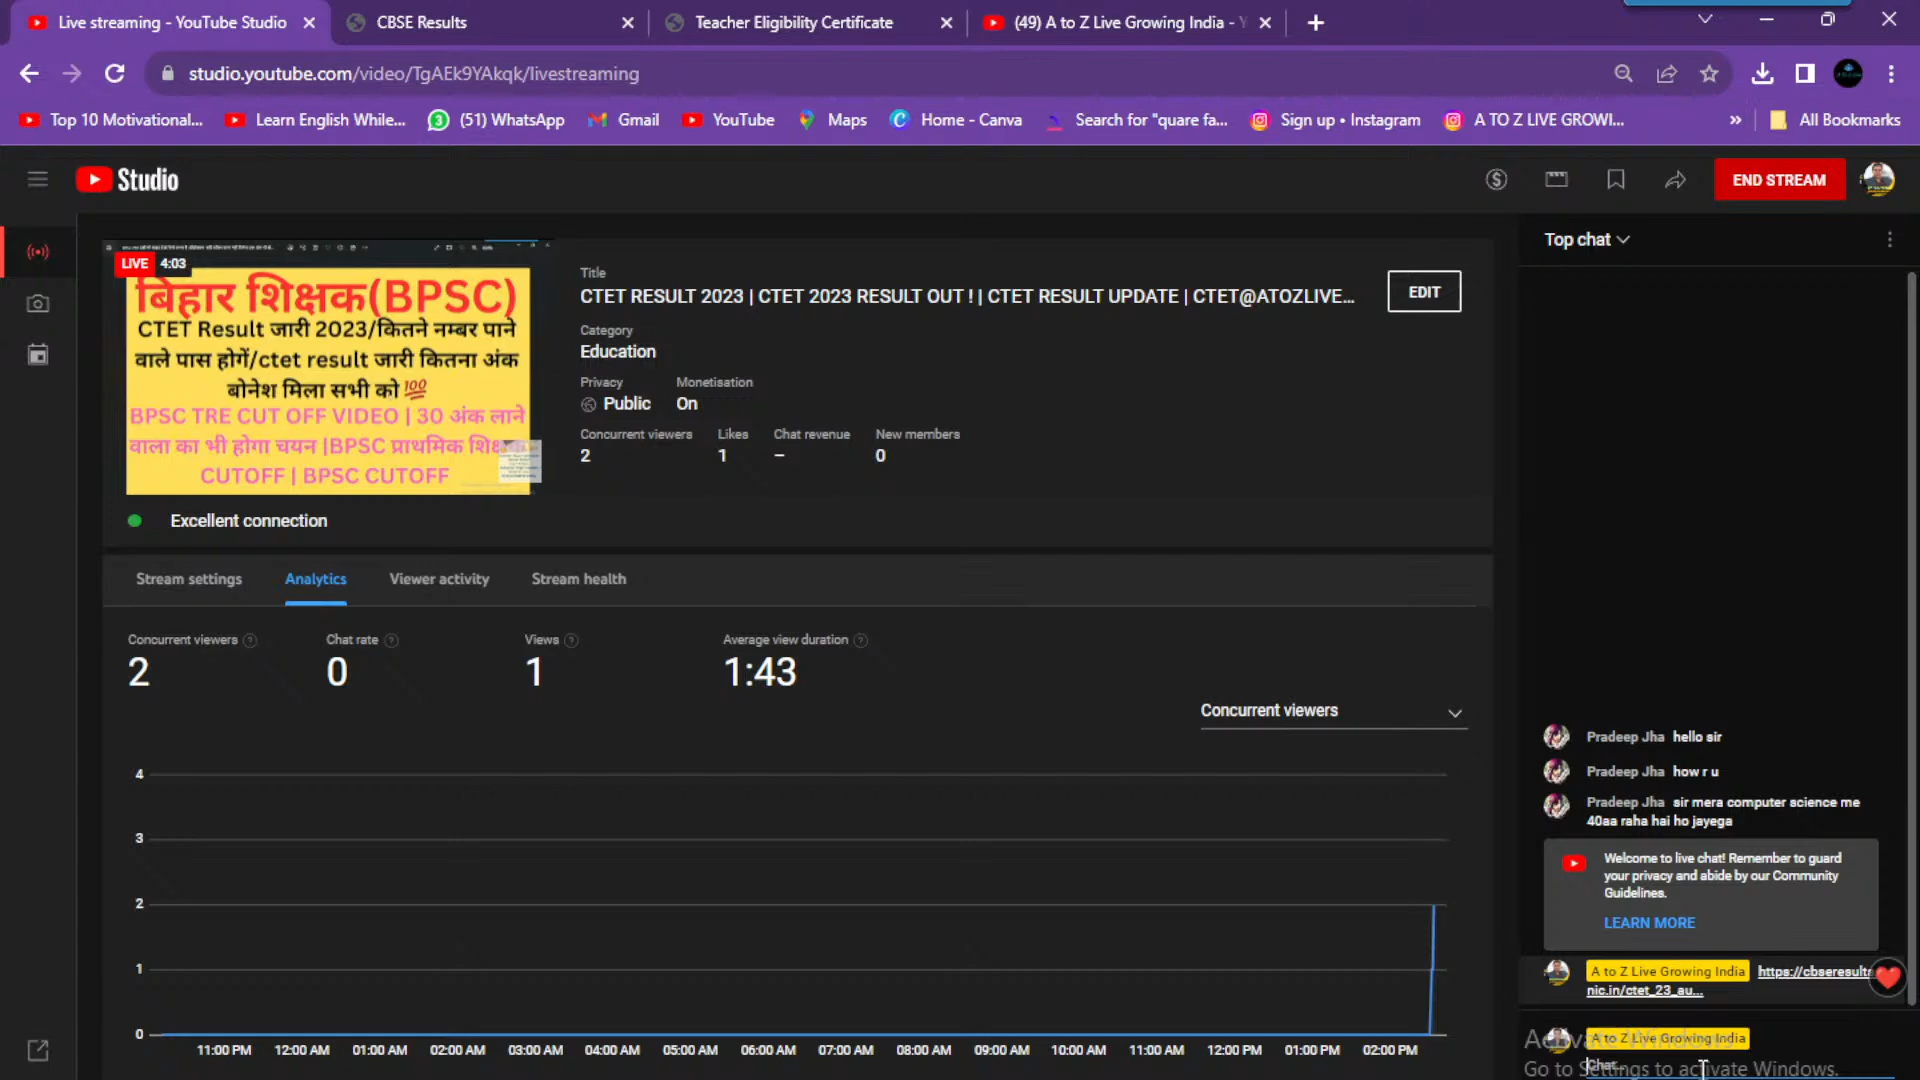 Live streaming - YouTube Studio
CBSE Results
Teacher Eligibility Certificate
(49) A to Z Live Growing India - Y
studio.youtube.com/video/TgAEk9YAkqk/livestreaming
Top 10 Motivational...
Learn English While...
(51) WhatsApp
Gmail
YouTube
Maps
Home - Canva
Search for "quare fa...
Sign up • Instagram
A TO Z LIVE GROWI...
» All Bookmarks
Studio
END STREAM
LIVE 4:03
बिहार शिक्षक(BPSC)
CTET Result जारी 2023/कितने नम्बर पाने
वाले पास होगें/ctet result जारी कितना अंक
बोनेश मिला सभी को 💯
BPSC TRE CUT OFF VIDEO | 30 अंक लाने
वाला का भी होगा चयन |BPSC प्राथमिक
CUTOFF | BPSC CUTOFF
Title
CTET RESULT 2023 | CTET 2023 RESULT OUT ! | CTET RESULT UPDATE | CTET@ATOZLIVE...
EDIT
Category
Education
Privacy Monetisation
Public On
Concurrent viewers Likes Chat revenue New members
2 1 – 0
Excellent connection
Stream settings Analytics Viewer activity Stream health
Concurrent viewers Chat rate Views Average view duration
2 0 1 1:43
Concurrent viewers
4
3
2
1
0
11:00 PM 12:00 AM 01:00 AM 02:00 AM 03:00 AM 04:00 AM 05:00 AM 06:00 AM 07:00 AM 08:00 AM 09:00 AM 10:00 AM 11:00 AM 12:00 PM 01:00 PM 02:00 PM
Top chat
Pradeep Jha hello sir
Pradeep Jha how r u
Pradeep Jha sir mera computer science me
40aa raha hai ho jayega
Welcome to live chat! Remember to guard
your privacy and abide by our Community
Guidelines.
LEARN MORE
A to Z Live Growing India https://cbseresults
nic.in/ctet_23_au...
A to Z Live Growing India
Chat...
Activate Windows
Go to Settings to activate Windows.